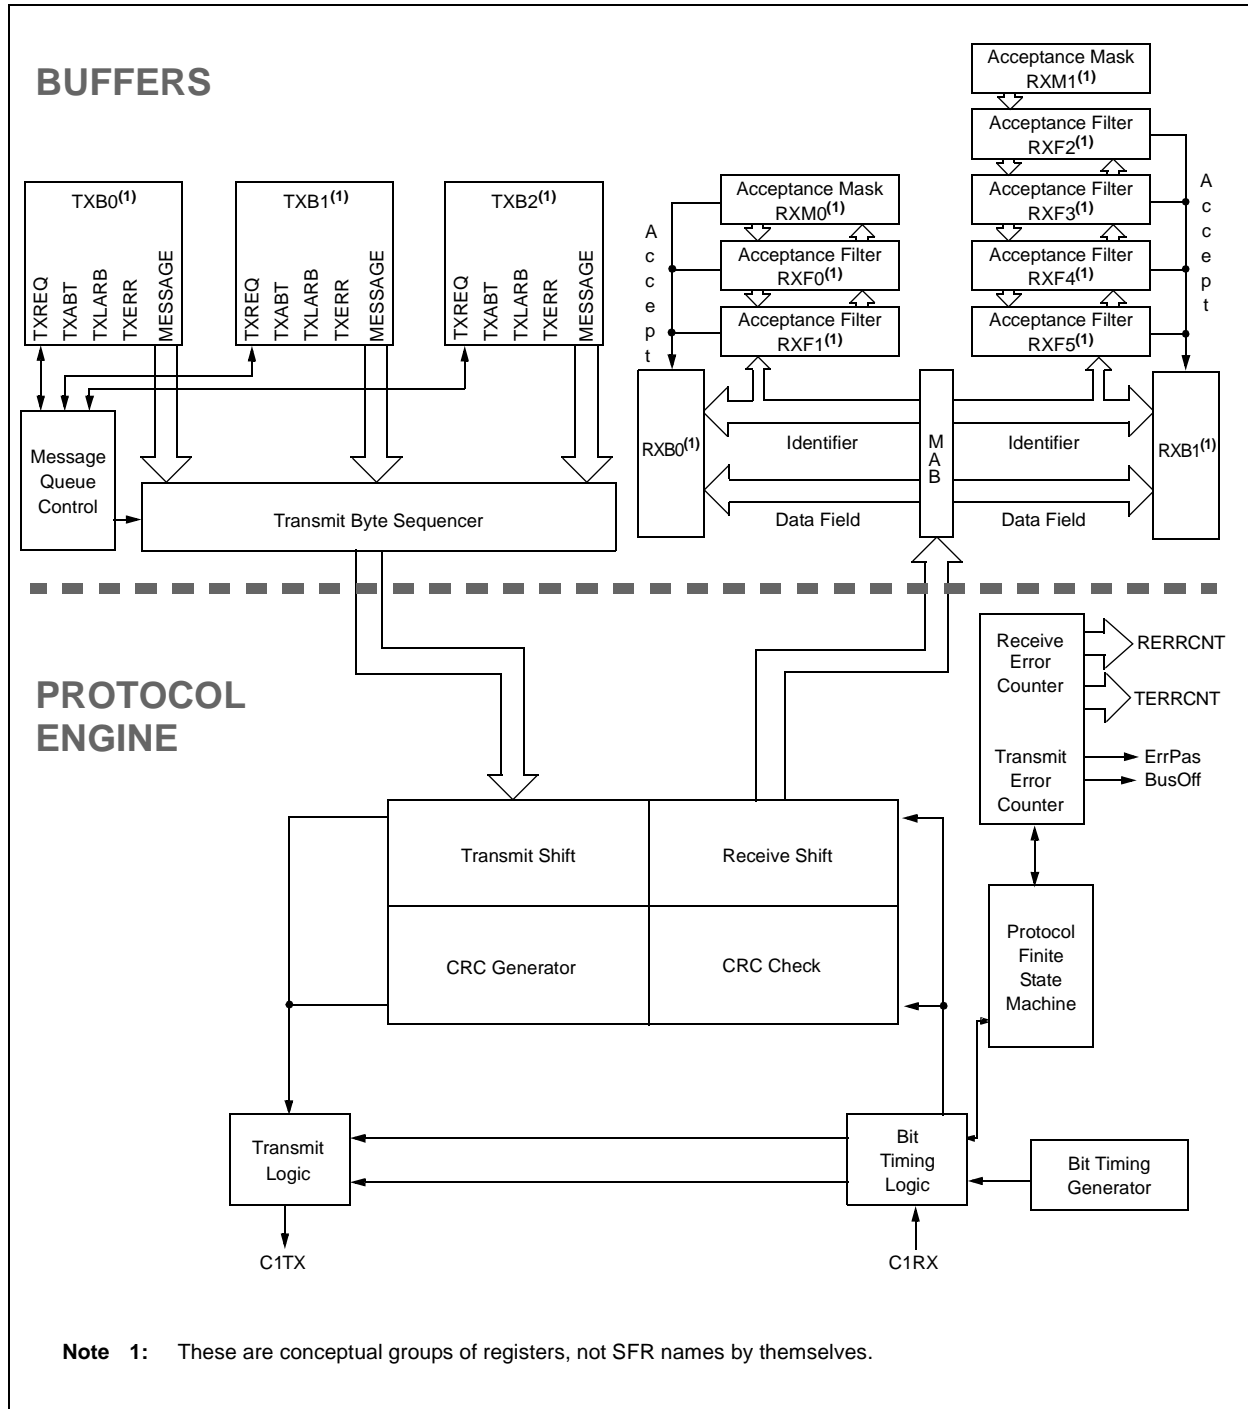 BUFFERS
Acceptance Mask
RXM1(1)
Acceptance Filter
RXF2(1)
Acceptance Filter
RXF3(1)
Acceptance Filter
RXF4(1)
Acceptance Filter
RXF5(1)
Accept
Acceptance Mask
RXM0(1)
Acceptance Filter
RXF0(1)
Acceptance Filter
RXF1(1)
Accept
TXB0(1)
TXREQ
TXABT
TXLARB
TXERR
MESSAGE
TXB1(1)
TXREQ
TXABT
TXLARB
TXERR
MESSAGE
TXB2(1)
TXREQ
TXABT
TXLARB
TXERR
MESSAGE
Message
Queue
Control
Transmit Byte Sequencer
RXB0(1)
Identifier
Data Field
MAB
Identifier
Data Field
RXB1(1)
PROTOCOL
ENGINE
Receive
Error
Counter
Transmit
Error
Counter
RERRCNT
TERRCNT
ErrPas
BusOff
Transmit Shift
Receive Shift
CRC Generator
CRC Check
Protocol
Finite
State
Machine
Transmit
Logic
Bit
Timing
Logic
Bit Timing
Generator
C1TX
C1RX
Note 1: These are conceptual groups of registers, not SFR names by themselves.